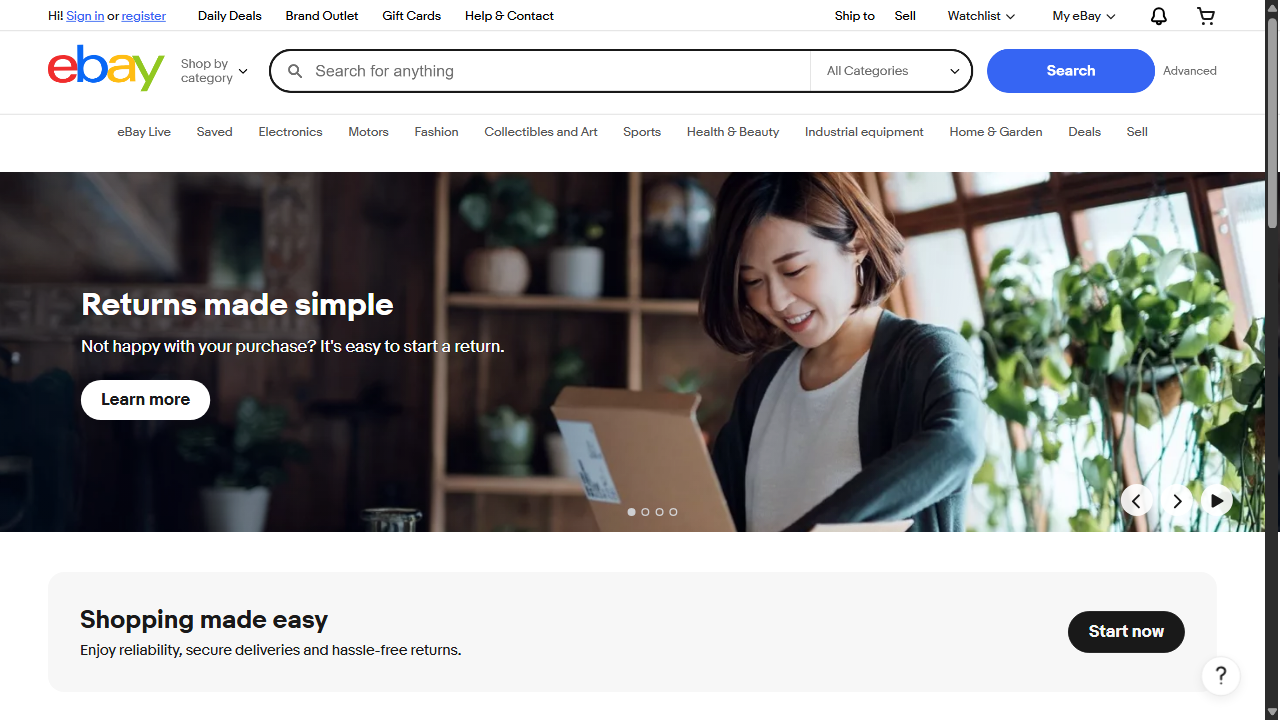 Hi! Sign in or register
Daily Deals
Brand Outlet
Gift Cards
Help & Contact
Ship to
Sell
Watchlist
My eBay
ebay
Shop by
category
Search for anything
All Categories
Search
Advanced
eBay Live
Saved
Electronics
Motors
Fashion
Collectibles and Art
Sports
Health & Beauty
Industrial equipment
Home & Garden
Deals
Sell
Returns made simple
Not happy with your purchase? It's easy to start a return.
Learn more
Shopping made easy
Enjoy reliability, secure deliveries and hassle-free returns.
Start now
?